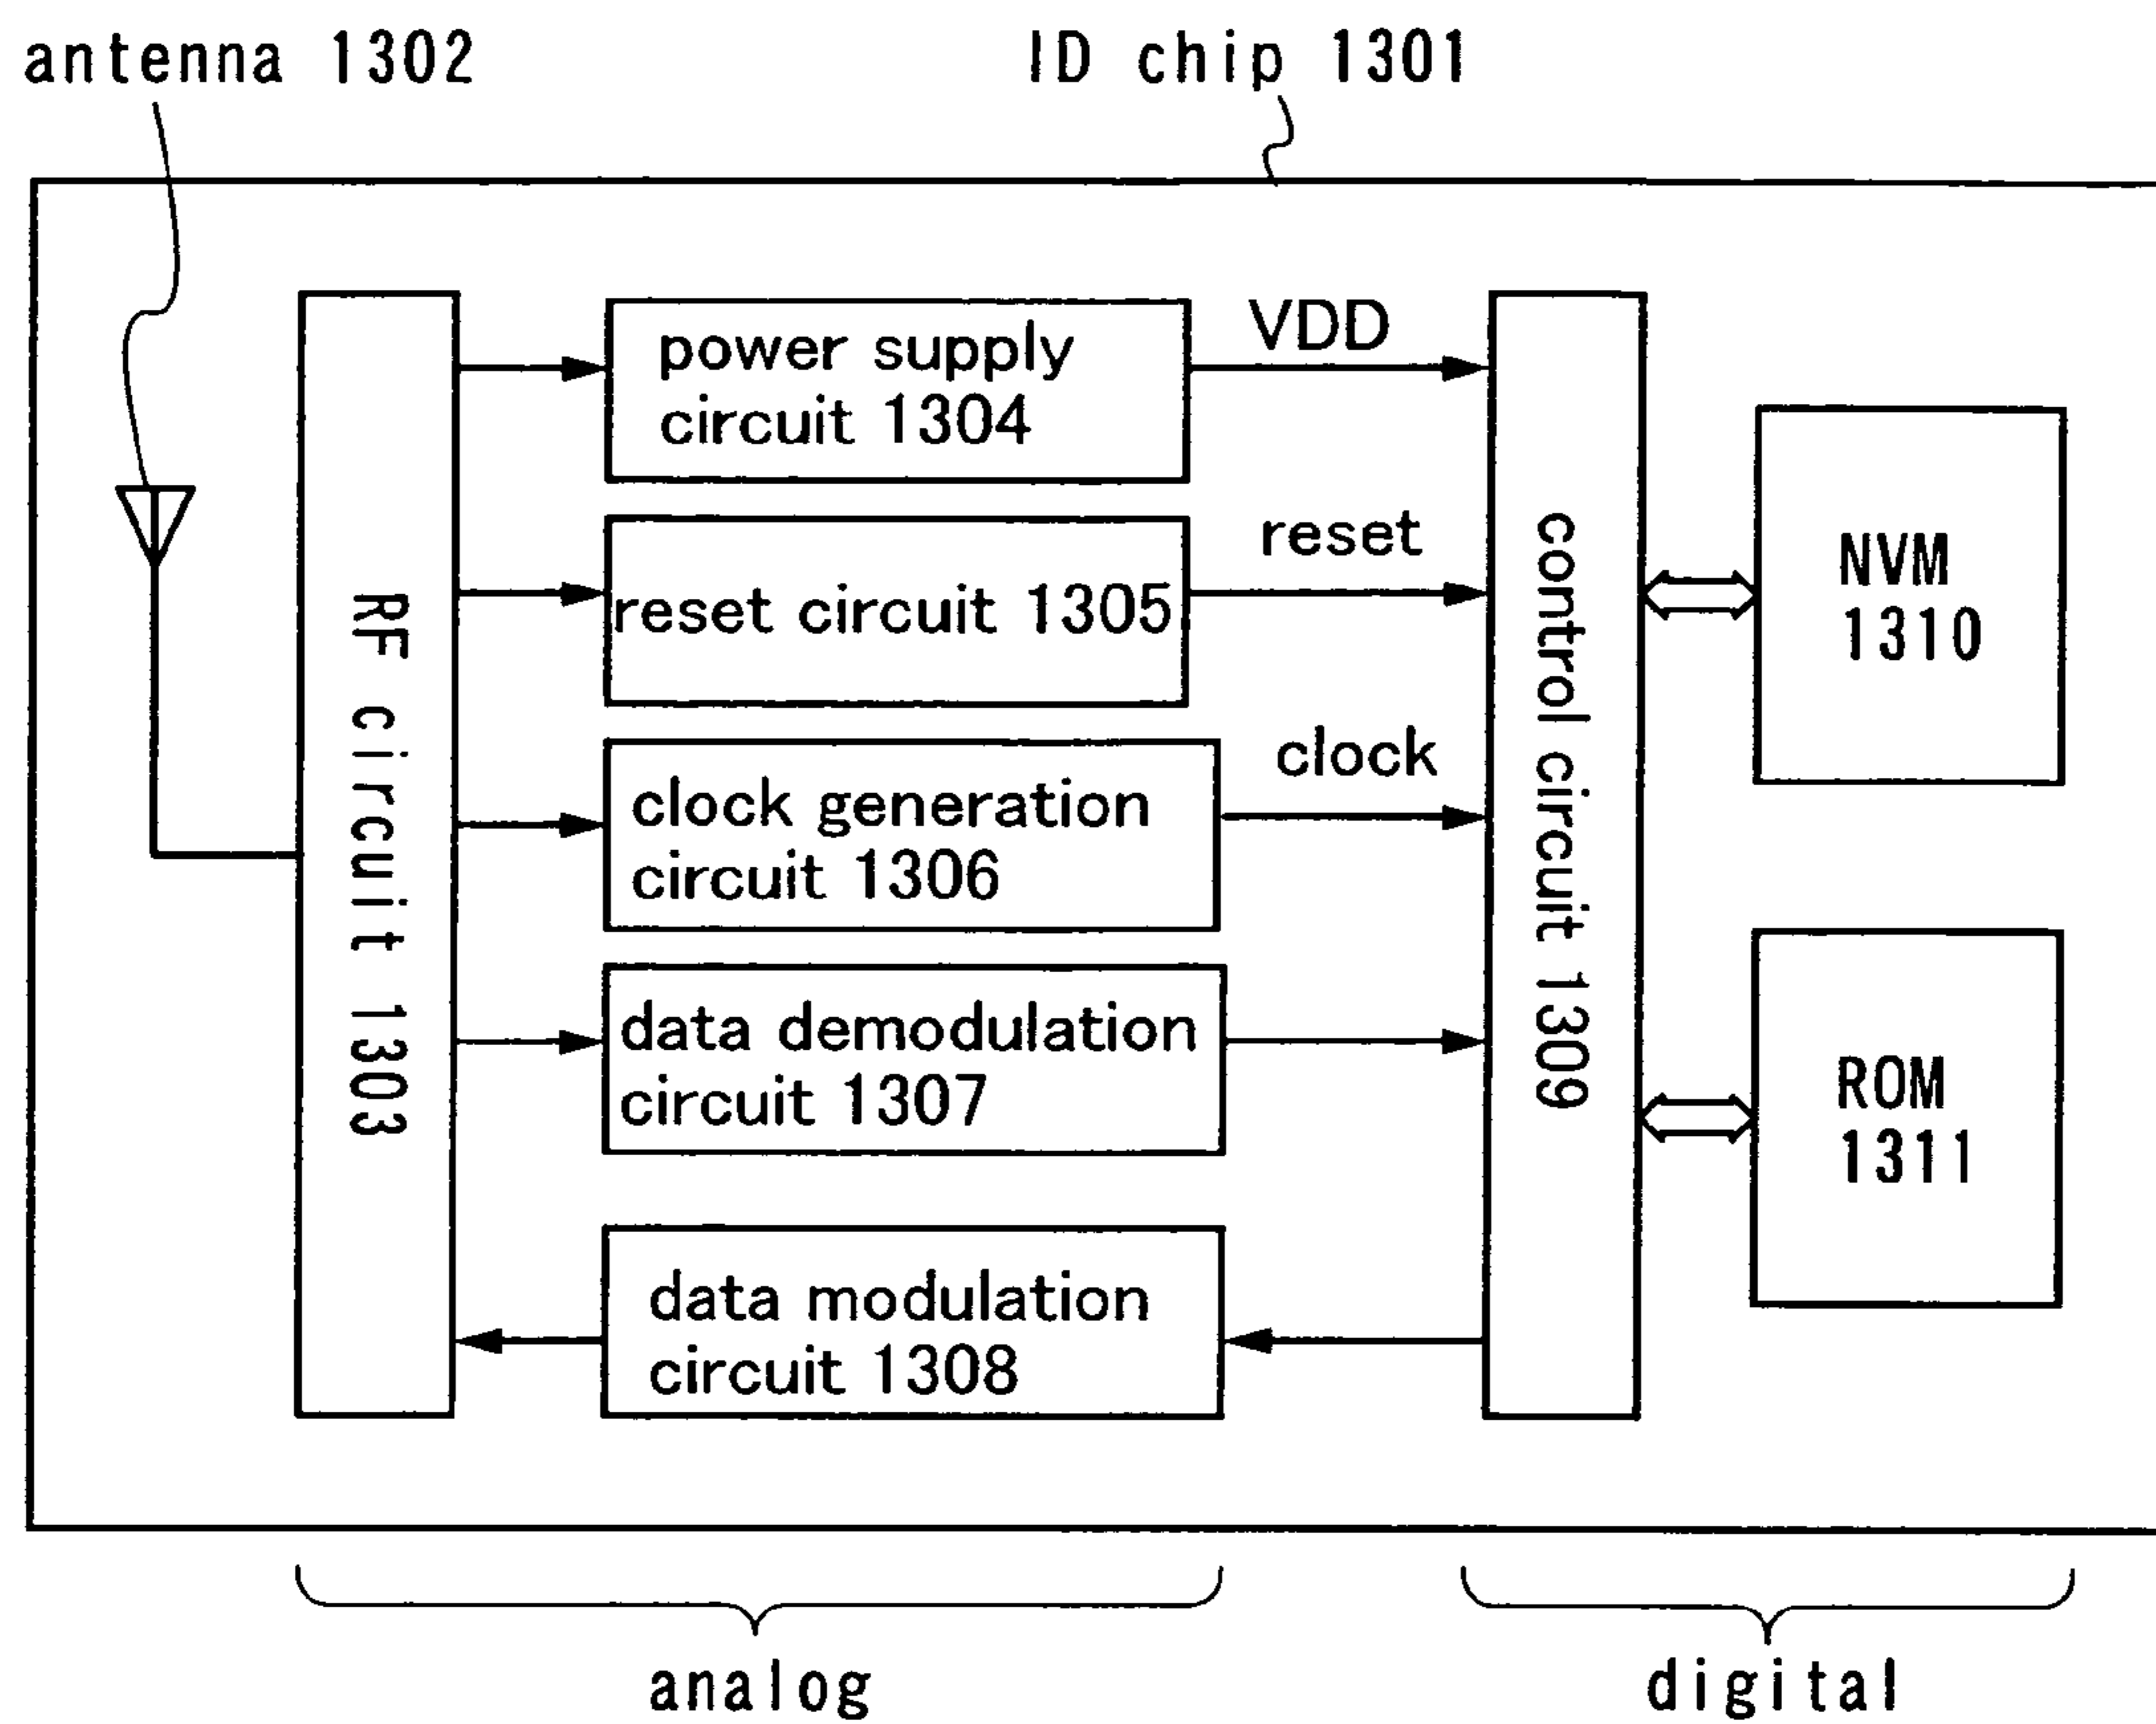 antenna 1302
ID chip 1301
RF circuit 1303
power supply
circuit 1304
VDD
reset circuit 1305
reset
clock generation
circuit 1306
clock
data demodulation
circuit 1307
data modulation
circuit 1308
control circuit 1309
NVM
1310
ROM
1311
analog
digital